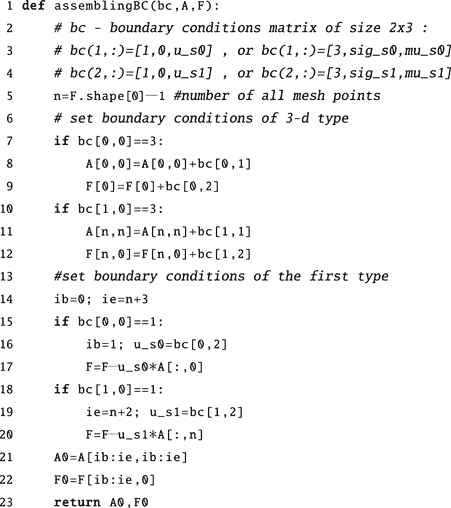 1 def assemblingBC(bc,A,F):
2 # bc - boundary conditions matrix of size 2x3 :
3 # bc(1,:)=[1,0,u_s0] , or bc(1,:)=[3,sig_s0,mu_s0]
4 # bc(2,:)=[1,0,u_s1] , or bc(2,:)=[3,sig_s1,mu_s1]
5 n=F.shape[0]—1 #number of all mesh points
6 # set boundary conditions of 3-d type
7 if bc[0,0]==3:
8 A[0,0]=A[0,0]+bc[0,1]
9 F[0]=F[0]+bc[0,2]
10 if bc[1,0]==3:
11 A[n,n]=A[n,n]+bc[1,1]
12 F[n,0]=F[n,0]+bc[1,2]
13 #set boundary conditions of the first type
14 ib=0; ie=n+3
15 if bc[0,0]==1:
16 ib=1; u_s0=bc[0,2]
17 F=F—u_s0*A[:,0]
18 if bc[1,0]==1:
19 ie=n+2; u_s1=bc[1,2]
20 F=F—u_s1*A[:,n]
21 A0=A[ib:ie,ib:ie]
22 F0=F[ib:ie,0]
23 return A0,F0